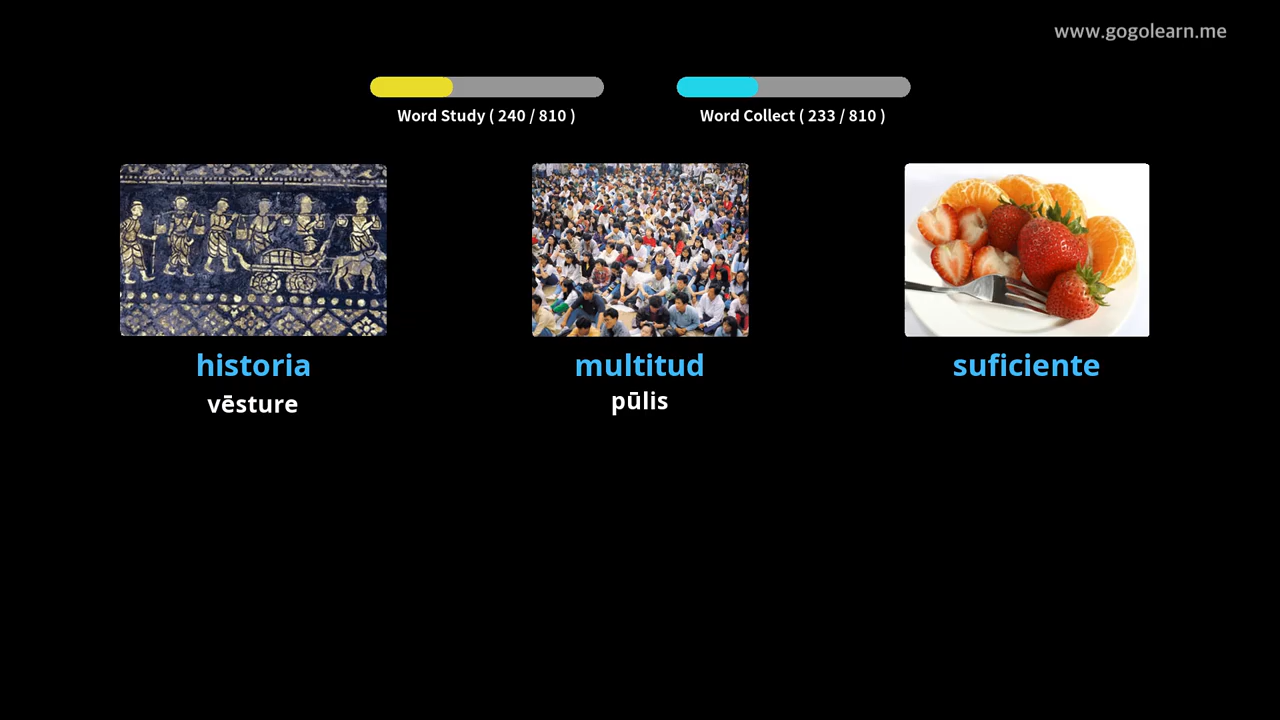 www.gogolearn.me
Word Study ( 240 / 810 )
Word Collect ( 233 / 810 )
historia
vēsture
multitud
pūlis
suficiente